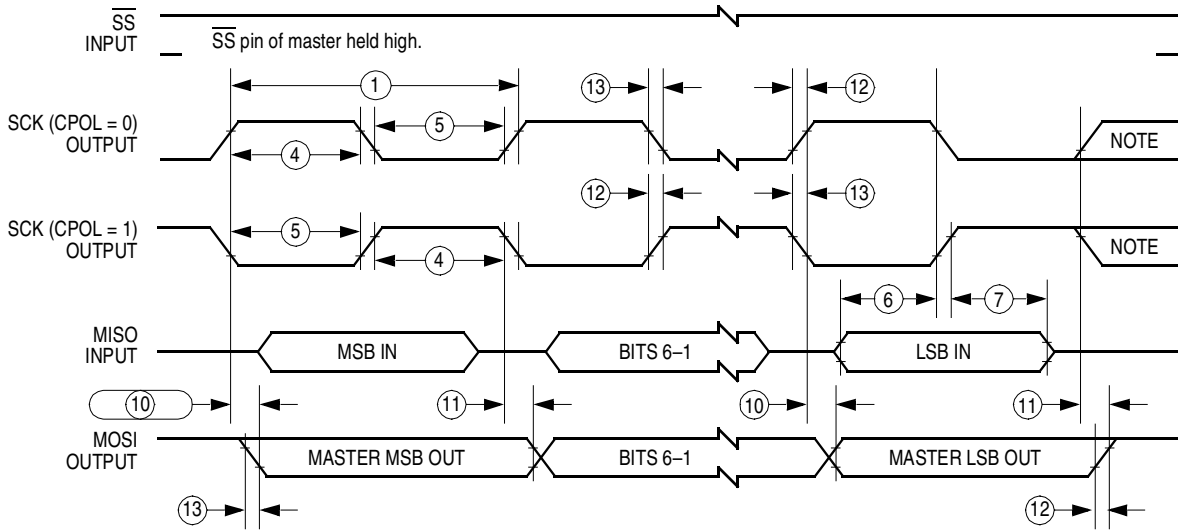 SS
INPUT
SS pin of master held high.
1
13
12
SCK (CPOL = 0)
OUTPUT
5
4
NOTE
12
13
SCK (CPOL = 1)
OUTPUT
5
4
NOTE
6
7
MISO
INPUT
MSB IN
BITS 6–1
LSB IN
10
11
10
11
MOSI
OUTPUT
MASTER MSB OUT
BITS 6–1
MASTER LSB OUT
13
12